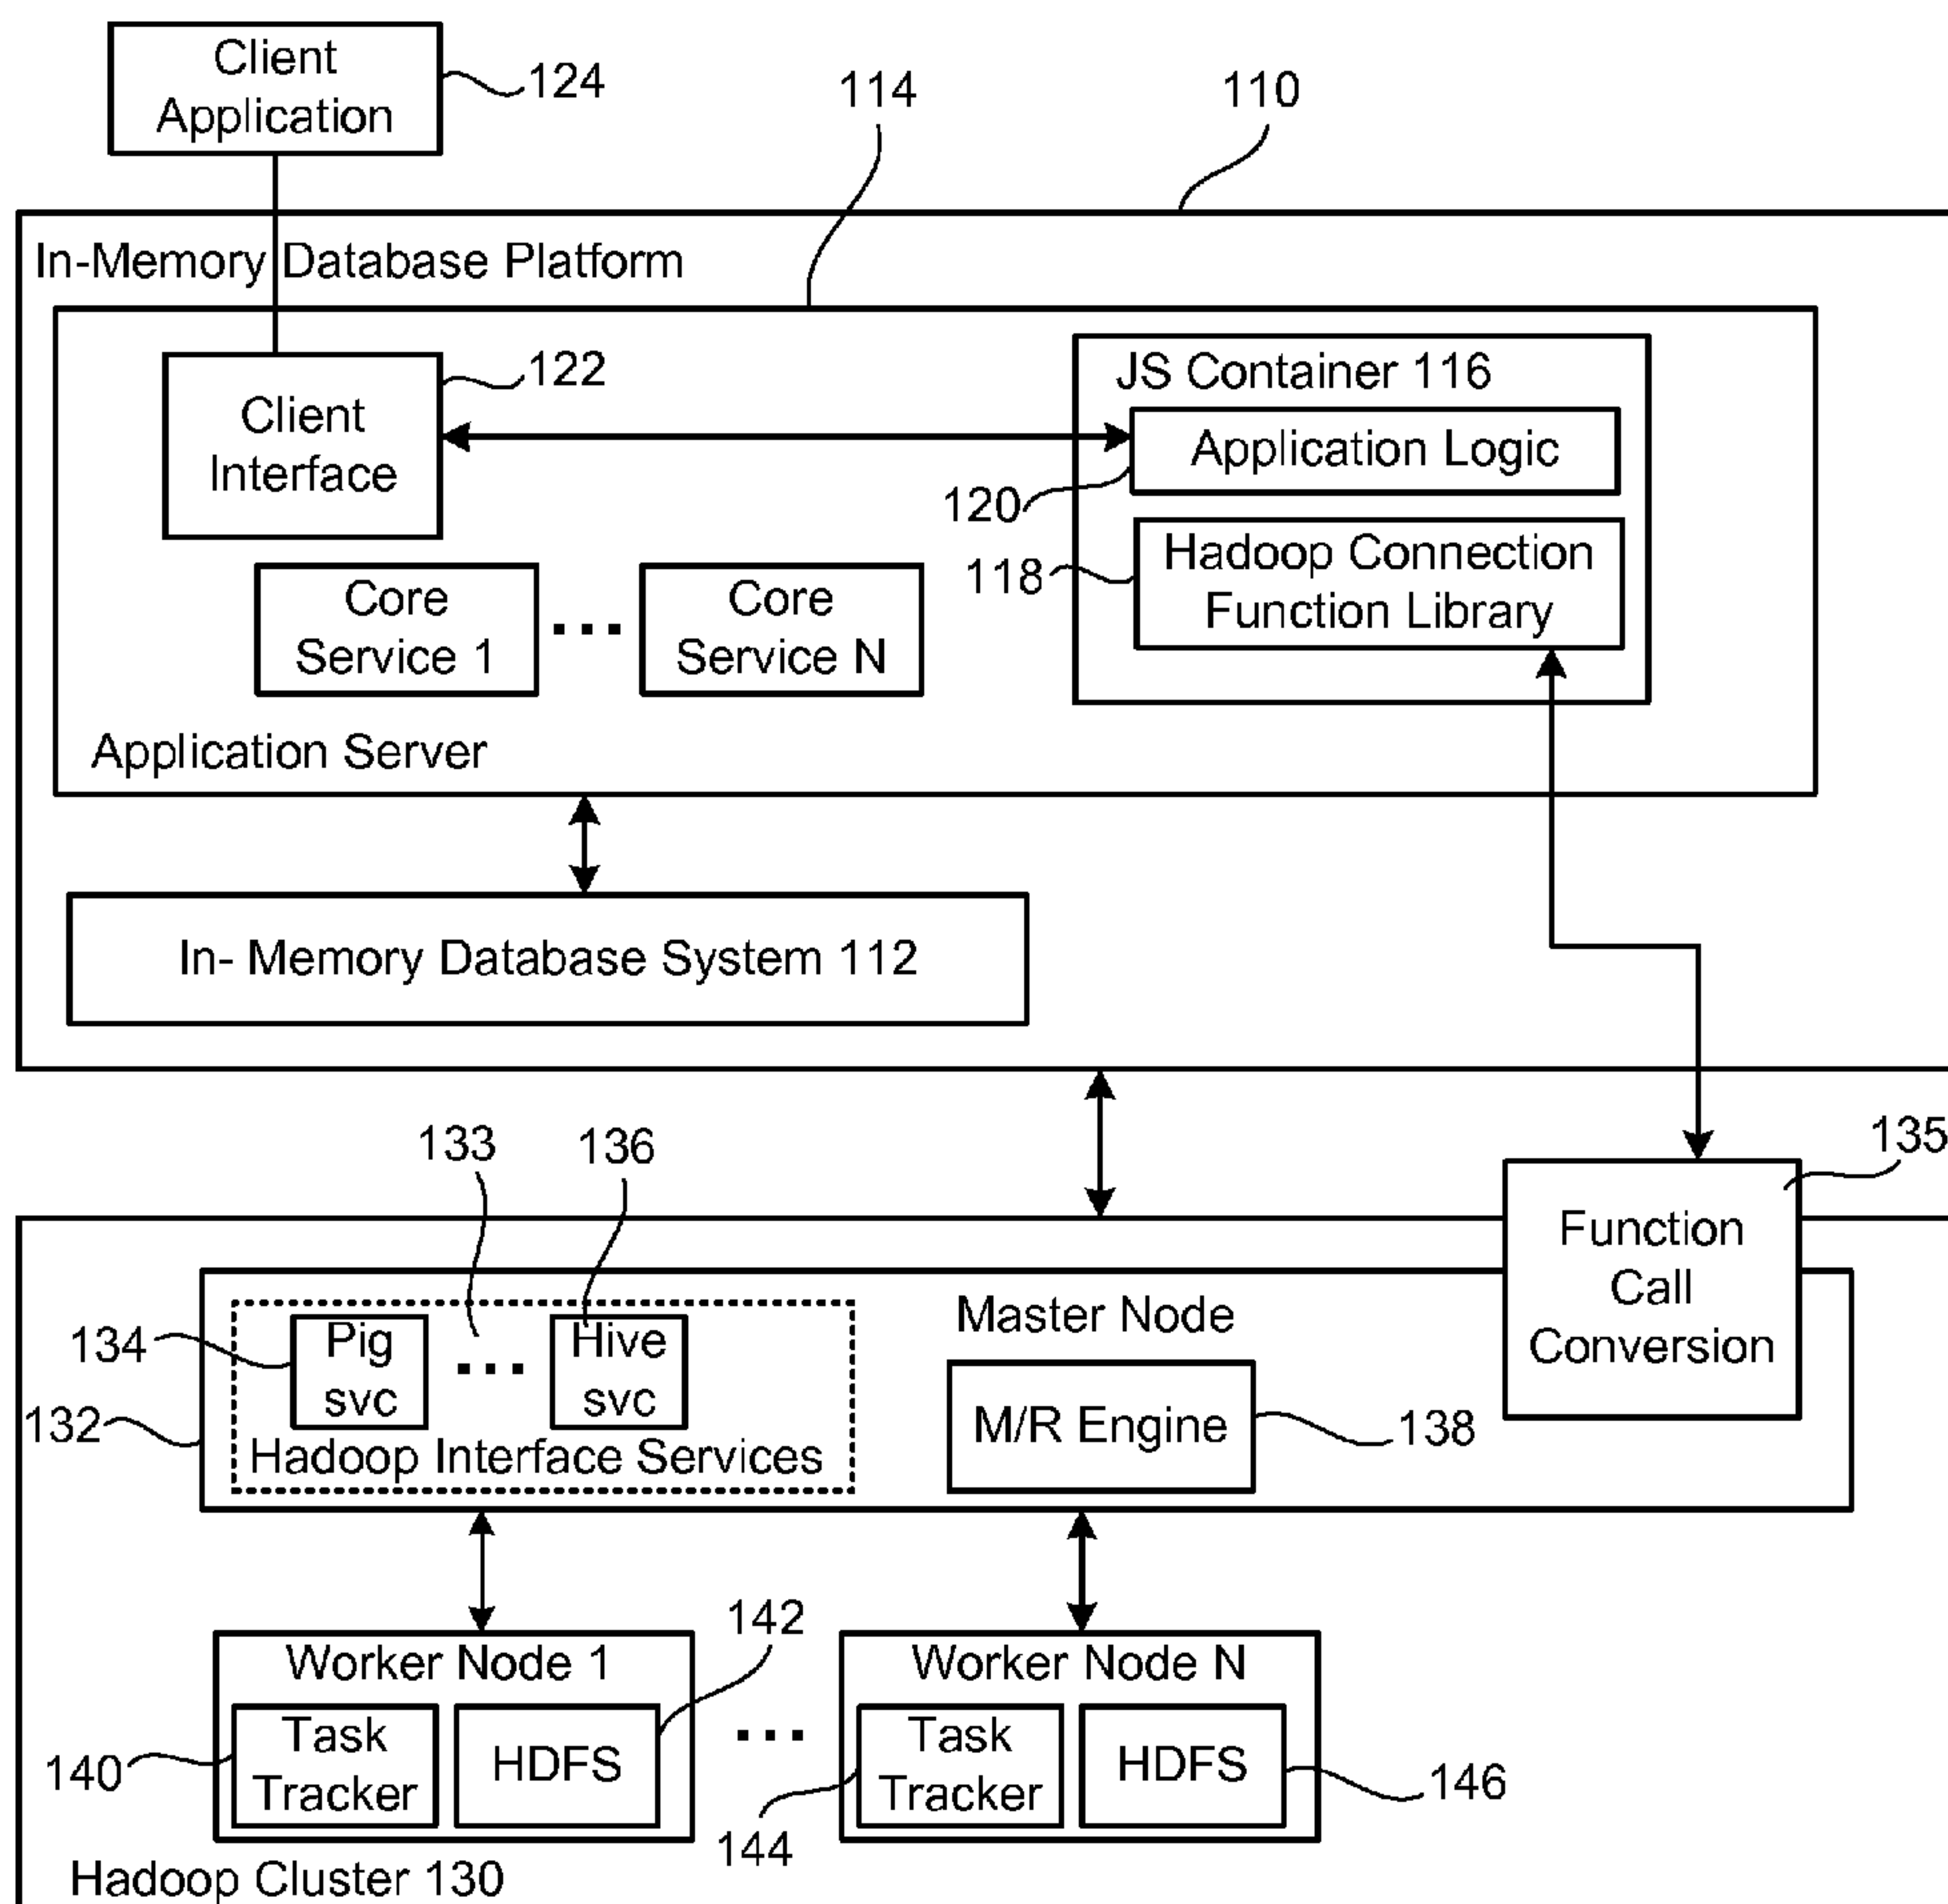 Client
Application
124
114
110
In-Memory Database Platform
Client
Interface
122
JS Container 116
Application Logic
120
Hadoop Connection
Function Library
118
Core
Service 1
...
Core
Service N
Application Server
In- Memory Database System 112
133
136
135
Function
Call
Conversion
134
Pig
svc
...
Hive
svc
Master Node
132
Hadoop Interface Services
M/R Engine
138
142
Worker Node 1
Worker Node N
140
Task
Tracker
HDFS
...
144
Task
Tracker
HDFS
146
Hadoop Cluster 130